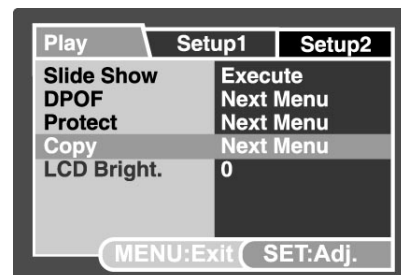 Play Setup1 Setup2
Slide Show Execute
DPOF Next Menu
Protect Next Menu
Copy Next Menu
LCD Bright. 0
MENU:Exit SET:Adj.